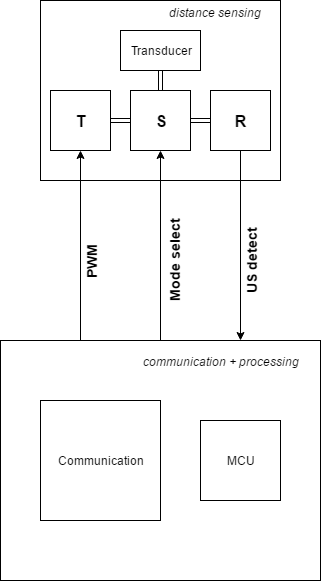 distance sensing
Transducer
T
S
R
PWM
Mode select
US detect
communication + processing
Communication
MCU